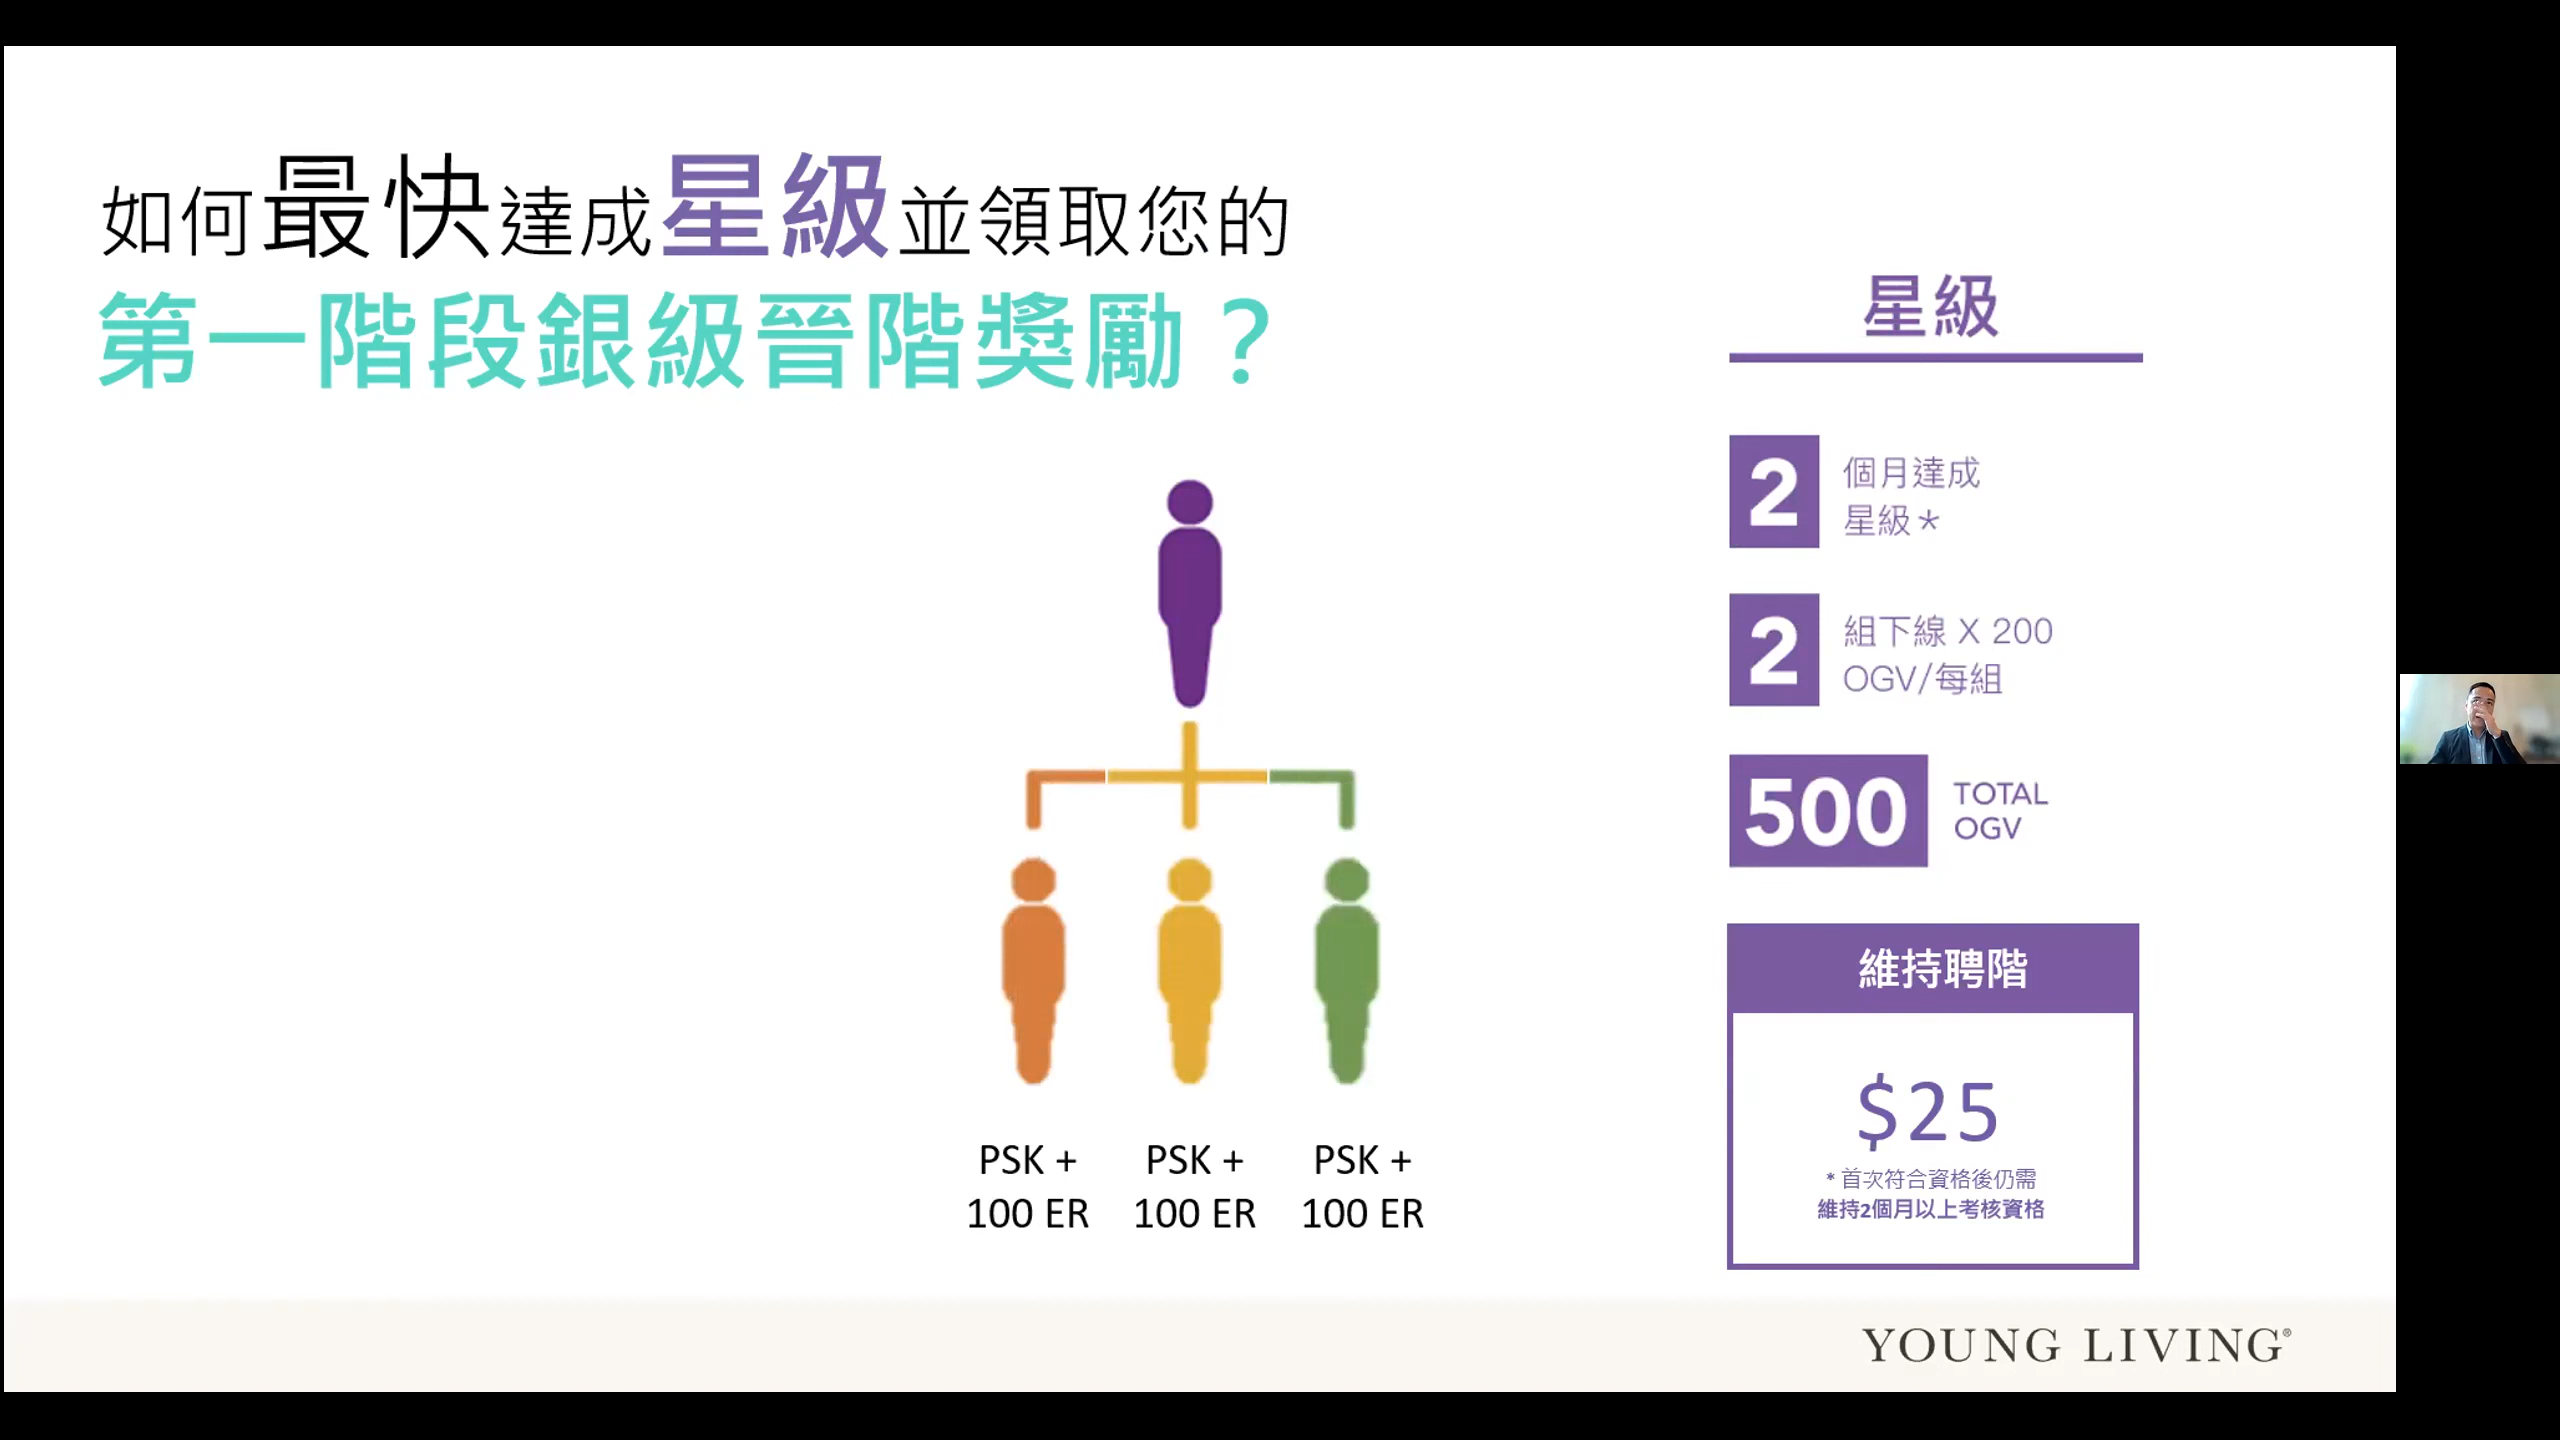 如何最快達成星級並領取您的
第一階段銀級晉階獎勵？
星級
2 個月達成
星級＊
2 組下線 X 200
OGV/每組
500 TOTAL
OGV
PSK +
100 ER
PSK +
100 ER
PSK +
100 ER
維持聘階
$25
* 首次符合資格後仍需
維持2個月以上考核資格
YOUNG LIVING®